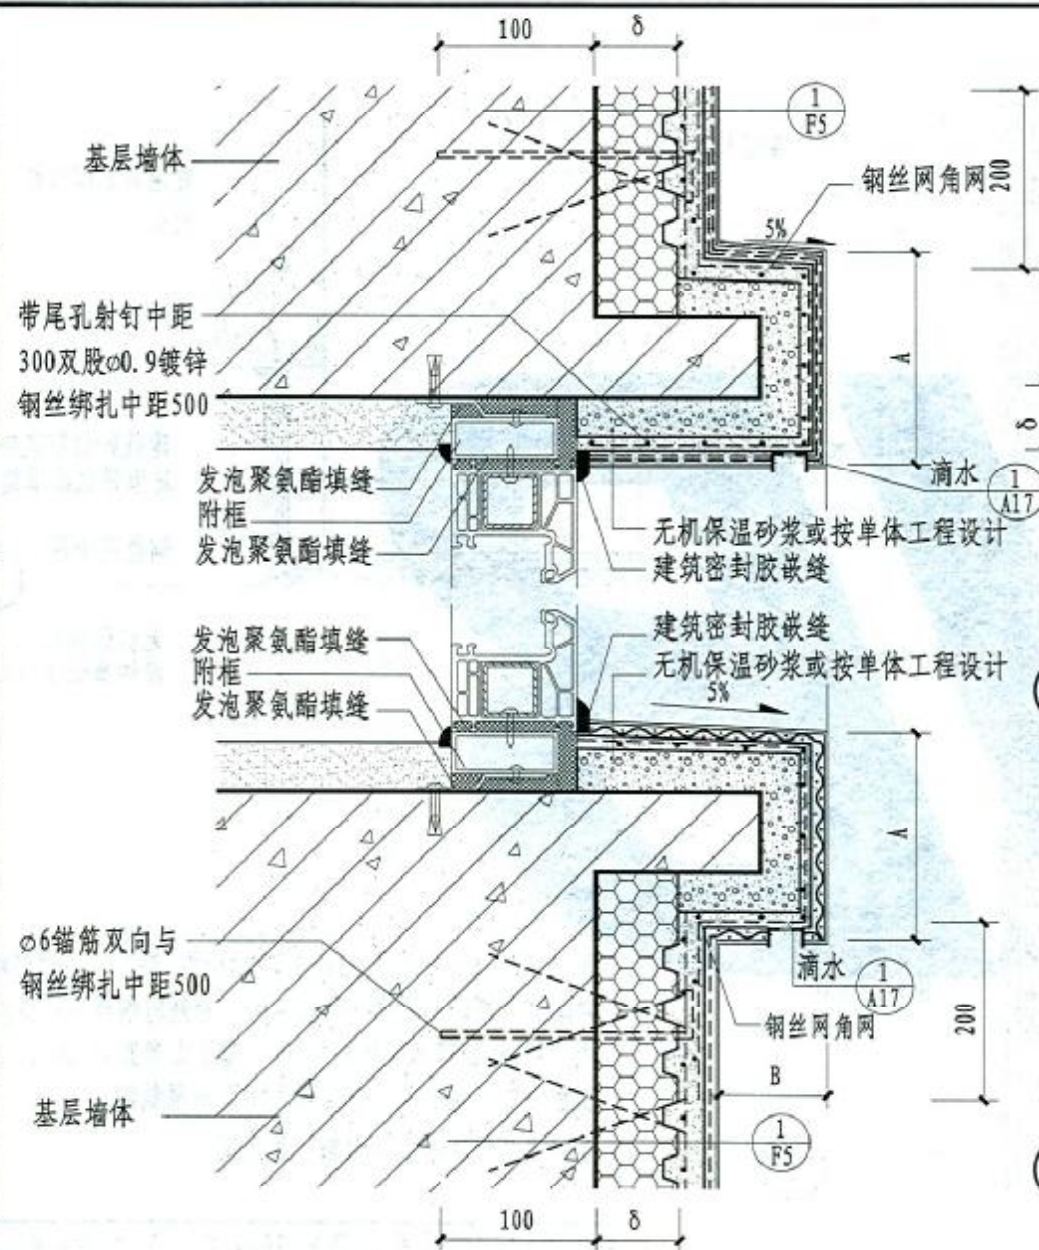 100
δ
1
F5
基层墙体
钢丝网角网
200
5%
带尾孔射钉中距
300双股∅0.9镀锌
钢丝绑扎中距500
A
δ
发泡聚氨酯填缝
附框
发泡聚氨酯填缝
滴水
1
A17
无机保温砂浆或按单体工程设计
建筑密封胶嵌缝
发泡聚氨酯填缝
附框
发泡聚氨酯填缝
建筑密封胶嵌缝
无机保温砂浆或按单体工程设计
5%
A
∅6锚筋双向与
钢丝绑扎中距500
滴水
1
A17
钢丝网角网
200
B
基层墙体
1
F5
100
δ